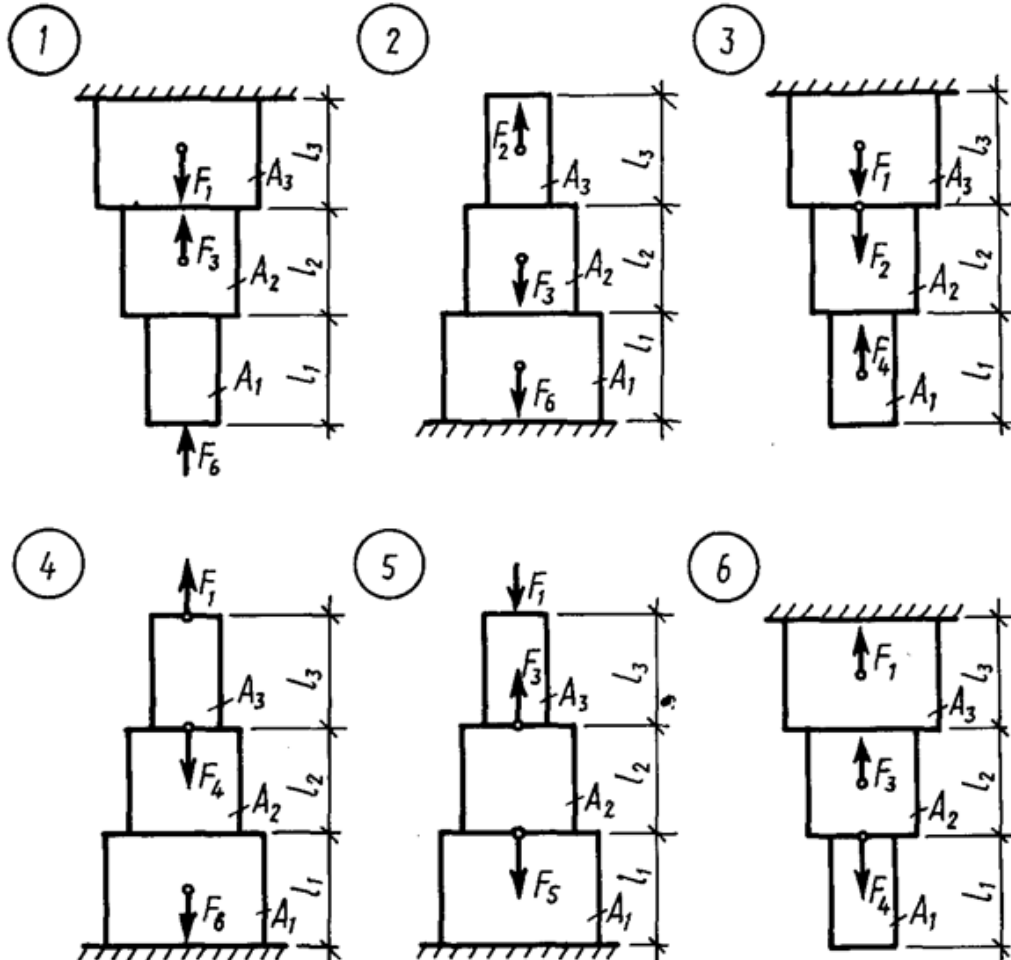 1
F₁
A₃
l₃
F₃
A₂
l₂
A₁
l₁
F₆
2
F₂
A₃
l₃
F₃
A₂
l₂
F₆
A₁
l₁
3
F₁
A₃
l₃
F₂
A₂
l₂
F₄
A₁
l₁
4
F₁
A₃
l₃
F₄
A₂
l₂
F₆
A₁
l₁
5
F₁
F₃
A₃
l₃
A₂
l₂
F₅
A₁
l₁
6
F₁
A₃
l₃
F₃
A₂
l₂
F₄
A₁
l₁